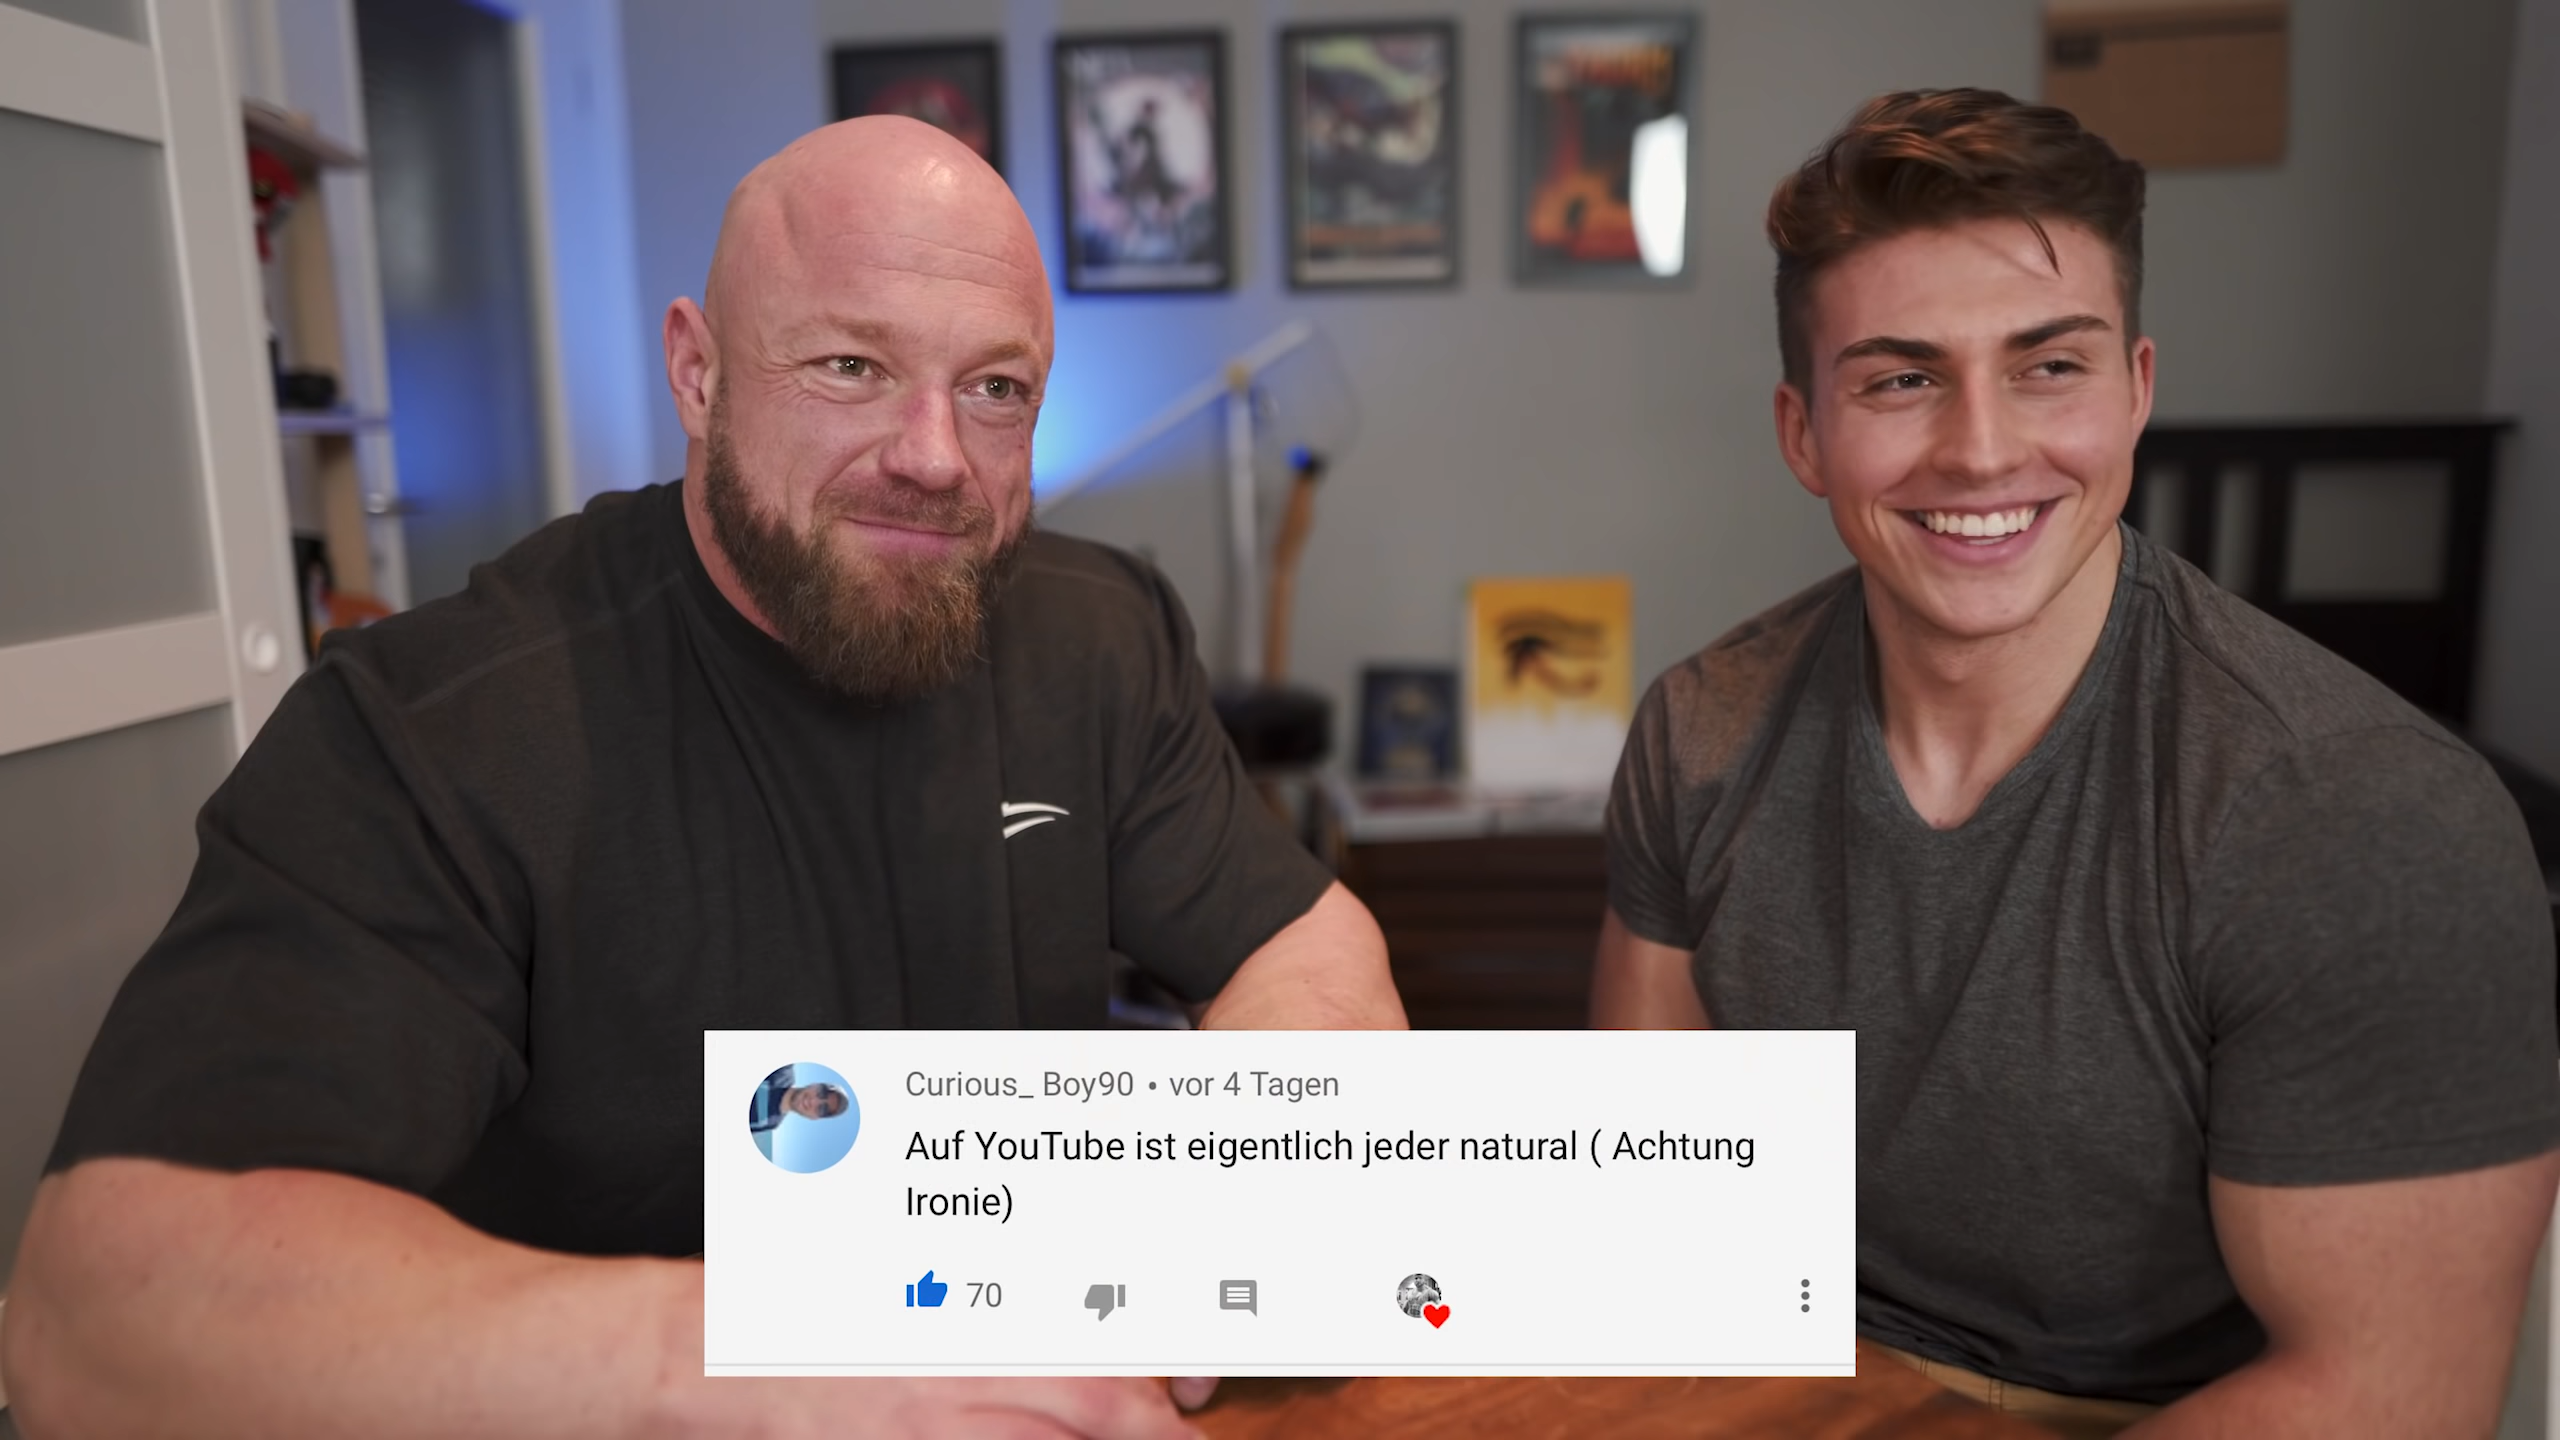 Curious_ Boy90 • vor 4 Tagen
Auf YouTube ist eigentlich jeder natural ( Achtung
Ironie)
70